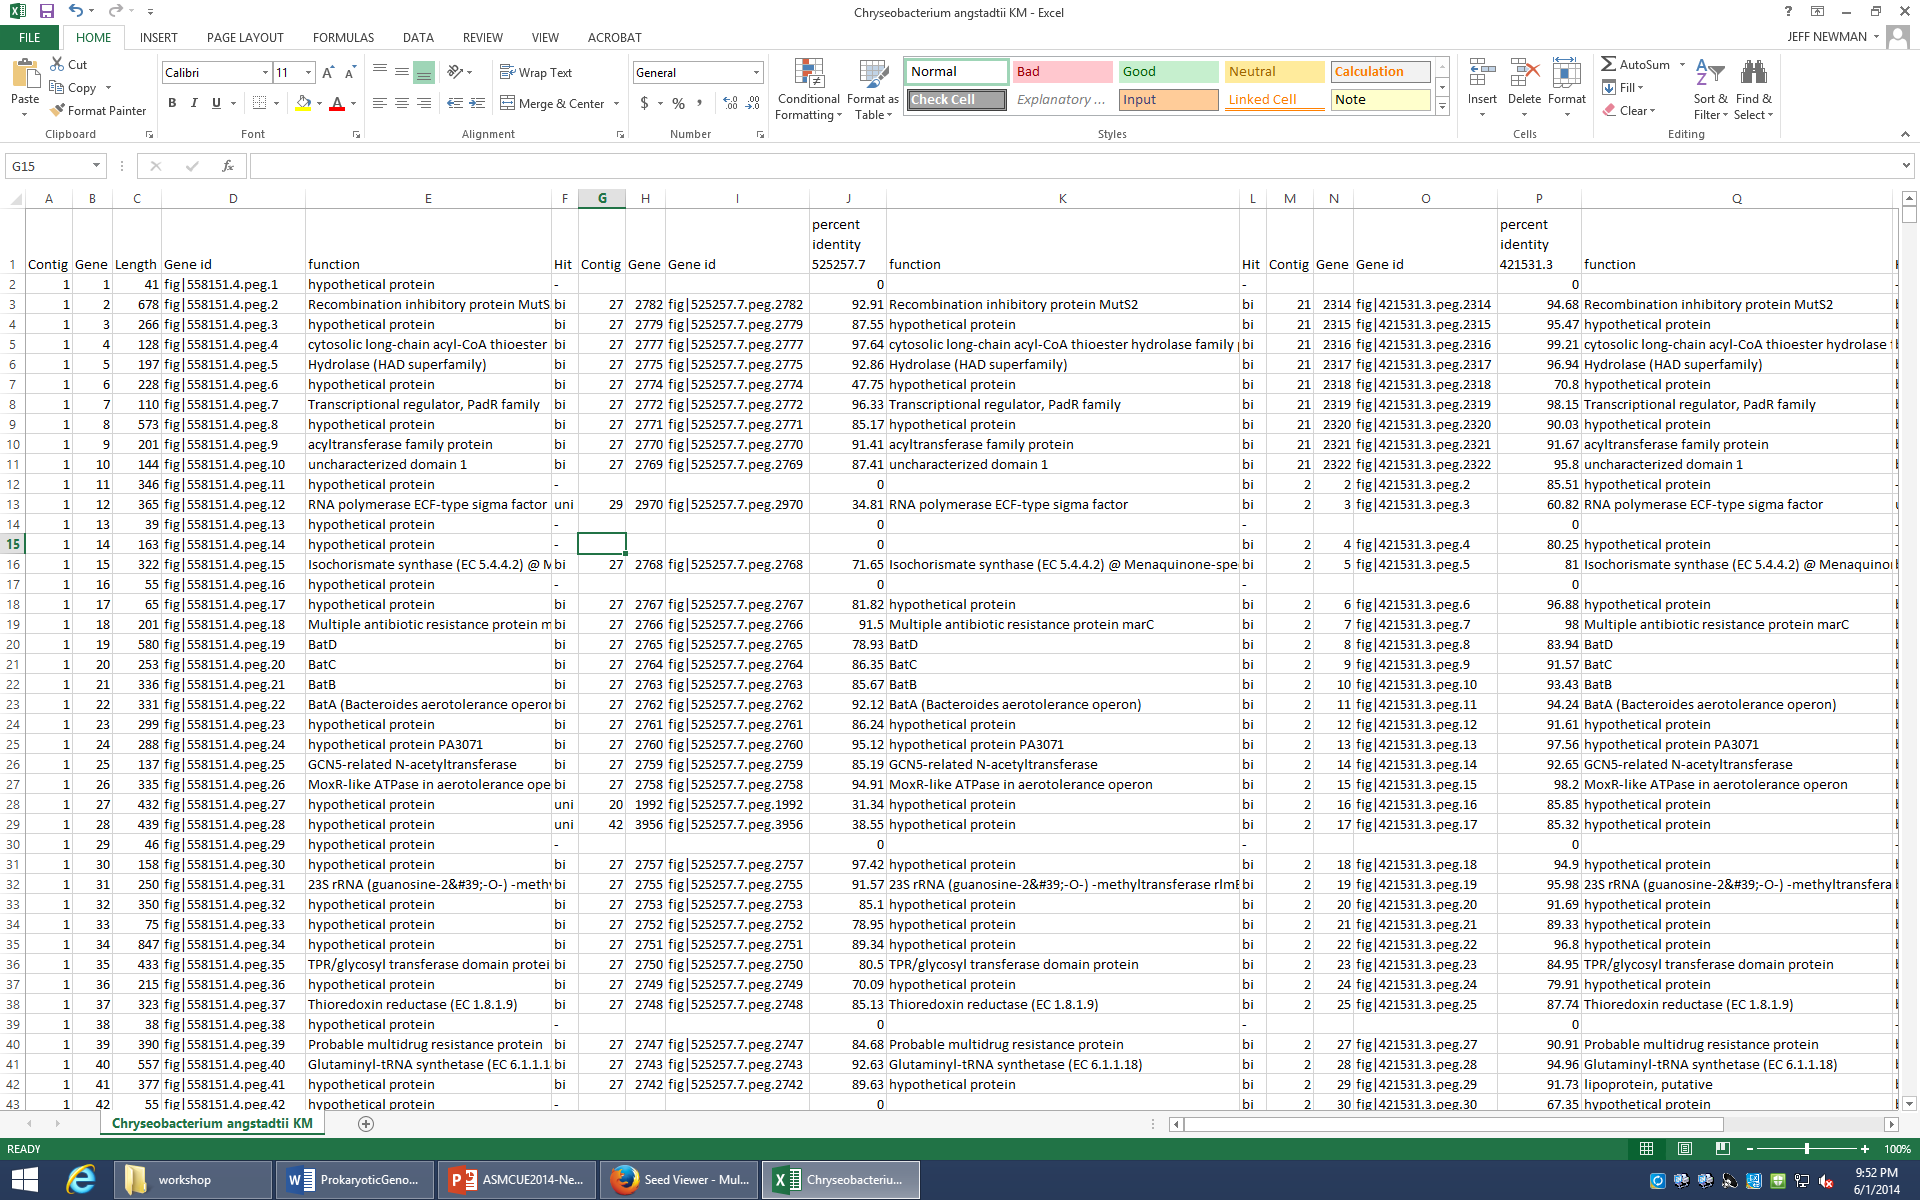 Chryseobacterium angstadtii KM - Excel
FILE HOME INSERT PAGE LAYOUT FORMULAS DATA REVIEW VIEW ACROBAT JEFF NEWMAN
Cut
Copy
Format Painter
Paste
Clipboard
Calibri 11
B I U
Font
Wrap Text
Merge & Center
Alignment
General
$ % ,
Number
Conditional Formatting
Format as Table
Normal Bad Good Neutral Calculation
Check Cell Explanatory ... Input Linked Cell Note
Styles
Insert Delete Format
Cells
AutoSum
Fill
Clear
Sort & Filter
Find & Select
Editing
G15 fx
A B C D E F G H I J K L M N O P Q
1 Contig Gene Length Gene id function Hit Contig Gene Gene id percent identity 525257.7 function Hit Contig Gene Gene id percent identity 421531.3 function
2 1 1 41 fig|558151.4.peg.1 hypothetical protein - 0 - 0
3 1 2 678 fig|558151.4.peg.2 Recombination inhibitory protein MutS bi 27 2782 fig|525257.7.peg.2782 92.91 Recombination inhibitory protein MutS2 bi 21 2314 fig|421531.3.peg.2314 94.68 Recombination inhibitory protein MutS2
4 1 3 266 fig|558151.4.peg.3 hypothetical protein bi 27 2779 fig|525257.7.peg.2779 87.55 hypothetical protein bi 21 2315 fig|421531.3.peg.2315 95.47 hypothetical protein
5 1 4 128 fig|558151.4.peg.4 cytosolic long-chain acyl-CoA thioester bi 27 2777 fig|525257.7.peg.2777 97.64 cytosolic long-chain acyl-CoA thioester hydrolase family bi 21 2316 fig|421531.3.peg.2316 99.21 cytosolic long-chain acyl-CoA thioester hydrolase
6 1 5 197 fig|558151.4.peg.5 Hydrolase (HAD superfamily) bi 27 2775 fig|525257.7.peg.2775 92.86 Hydrolase (HAD superfamily) bi 21 2317 fig|421531.3.peg.2317 96.94 Hydrolase (HAD superfamily)
7 1 6 228 fig|558151.4.peg.6 hypothetical protein bi 27 2774 fig|525257.7.peg.2774 47.75 hypothetical protein bi 21 2318 fig|421531.3.peg.2318 70.8 hypothetical protein
8 1 7 110 fig|558151.4.peg.7 Transcriptional regulator, PadR family bi 27 2772 fig|525257.7.peg.2772 96.33 Transcriptional regulator, PadR family bi 21 2319 fig|421531.3.peg.2319 98.15 Transcriptional regulator, PadR family
9 1 8 573 fig|558151.4.peg.8 hypothetical protein bi 27 2771 fig|525257.7.peg.2771 85.17 hypothetical protein bi 21 2320 fig|421531.3.peg.2320 90.03 hypothetical protein
10 1 9 201 fig|558151.4.peg.9 acyltransferase family protein bi 27 2770 fig|525257.7.peg.2770 91.41 acyltransferase family protein bi 21 2321 fig|421531.3.peg.2321 91.67 acyltransferase family protein
11 1 10 144 fig|558151.4.peg.10 uncharacterized domain 1 bi 27 2769 fig|525257.7.peg.2769 87.41 uncharacterized domain 1 bi 21 2322 fig|421531.3.peg.2322 95.8 uncharacterized domain 1
12 1 11 346 fig|558151.4.peg.11 hypothetical protein - 0 bi 2 2 fig|421531.3.peg.2 85.51 hypothetical protein
13 1 12 365 fig|558151.4.peg.12 RNA polymerase ECF-type sigma factor uni 29 2970 fig|525257.7.peg.2970 34.81 RNA polymerase ECF-type sigma factor bi 2 3 fig|421531.3.peg.3 60.82 RNA polymerase ECF-type sigma factor
14 1 13 39 fig|558151.4.peg.13 hypothetical protein - 0 - 0
15 1 14 163 fig|558151.4.peg.14 hypothetical protein - 0 bi 2 4 fig|421531.3.peg.4 80.25 hypothetical protein
16 1 15 322 fig|558151.4.peg.15 Isochorismate synthase (EC 5.4.4.2) @ M bi 27 2768 fig|525257.7.peg.2768 71.65 Isochorismate synthase (EC 5.4.4.2) @ Menaquinone-spe bi 2 5 fig|421531.3.peg.5 81 Isochorismate synthase (EC 5.4.4.2) @ Menaquino
17 1 16 55 fig|558151.4.peg.16 hypothetical protein - 0 - 0
18 1 17 65 fig|558151.4.peg.17 hypothetical protein bi 27 2767 fig|525257.7.peg.2767 81.82 hypothetical protein bi 2 6 fig|421531.3.peg.6 96.88 hypothetical protein
19 1 18 201 fig|558151.4.peg.18 Multiple antibiotic resistance protein m bi 27 2766 fig|525257.7.peg.2766 91.5 Multiple antibiotic resistance protein marC bi 2 7 fig|421531.3.peg.7 98 Multiple antibiotic resistance protein marC
20 1 19 580 fig|558151.4.peg.19 BatD bi 27 2765 fig|525257.7.peg.2765 78.93 BatD bi 2 8 fig|421531.3.peg.8 83.94 BatD
21 1 20 253 fig|558151.4.peg.20 BatC bi 27 2764 fig|525257.7.peg.2764 86.35 BatC bi 2 9 fig|421531.3.peg.9 91.57 BatC
22 1 21 336 fig|558151.4.peg.21 BatB bi 27 2763 fig|525257.7.peg.2763 85.67 BatB bi 2 10 fig|421531.3.peg.10 93.43 BatB
23 1 22 331 fig|558151.4.peg.22 BatA (Bacteroides aerotolerance opero bi 27 2762 fig|525257.7.peg.2762 92.12 BatA (Bacteroides aerotolerance operon) bi 2 11 fig|421531.3.peg.11 94.24 BatA (Bacteroides aerotolerance operon)
24 1 23 299 fig|558151.4.peg.23 hypothetical protein bi 27 2761 fig|525257.7.peg.2761 86.24 hypothetical protein bi 2 12 fig|421531.3.peg.12 91.61 hypothetical protein
25 1 24 288 fig|558151.4.peg.24 hypothetical protein PA3071 bi 27 2760 fig|525257.7.peg.2760 95.12 hypothetical protein PA3071 bi 2 13 fig|421531.3.peg.13 97.56 hypothetical protein PA3071
26 1 25 137 fig|558151.4.peg.25 GCN5-related N-acetyltransferase bi 27 2759 fig|525257.7.peg.2759 85.19 GCN5-related N-acetyltransferase bi 2 14 fig|421531.3.peg.14 92.65 GCN5-related N-acetyltransferase
27 1 26 335 fig|558151.4.peg.26 MoxR-like ATPase in aerotolerance ope bi 27 2758 fig|525257.7.peg.2758 94.91 MoxR-like ATPase in aerotolerance operon bi 2 15 fig|421531.3.peg.15 98.2 MoxR-like ATPase in aerotolerance operon
28 1 27 432 fig|558151.4.peg.27 hypothetical protein uni 20 1992 fig|525257.7.peg.1992 31.34 hypothetical protein bi 2 16 fig|421531.3.peg.16 85.85 hypothetical protein
29 1 28 439 fig|558151.4.peg.28 hypothetical protein uni 42 3956 fig|525257.7.peg.3956 38.55 hypothetical protein bi 2 17 fig|421531.3.peg.17 85.32 hypothetical protein
30 1 29 46 fig|558151.4.peg.29 hypothetical protein - 0 - 0
31 1 30 158 fig|558151.4.peg.30 hypothetical protein bi 27 2757 fig|525257.7.peg.2757 97.42 hypothetical protein bi 2 18 fig|421531.3.peg.18 94.9 hypothetical protein
32 1 31 250 fig|558151.4.peg.31 23S rRNA (guanosine-2&#39;-O-) -methy bi 27 2755 fig|525257.7.peg.2755 91.57 23S rRNA (guanosine-2&#39;-O-) -methyltransferase rlmB bi 2 19 fig|421531.3.peg.19 95.98 23S rRNA (guanosine-2&#39;-O-) -methyltransfera
33 1 32 350 fig|558151.4.peg.32 hypothetical protein bi 27 2753 fig|525257.7.peg.2753 85.1 hypothetical protein bi 2 20 fig|421531.3.peg.20 91.69 hypothetical protein
34 1 33 75 fig|558151.4.peg.33 hypothetical protein bi 27 2752 fig|525257.7.peg.2752 78.95 hypothetical protein bi 2 21 fig|421531.3.peg.21 89.33 hypothetical protein
35 1 34 847 fig|558151.4.peg.34 hypothetical protein bi 27 2751 fig|525257.7.peg.2751 89.34 hypothetical protein bi 2 22 fig|421531.3.peg.22 96.8 hypothetical protein
36 1 35 433 fig|558151.4.peg.35 TPR/glycosyl transferase domain protei bi 27 2750 fig|525257.7.peg.2750 80.5 TPR/glycosyl transferase domain protein bi 2 23 fig|421531.3.peg.23 84.95 TPR/glycosyl transferase domain protein
37 1 36 215 fig|558151.4.peg.36 hypothetical protein bi 27 2749 fig|525257.7.peg.2749 70.09 hypothetical protein bi 2 24 fig|421531.3.peg.24 79.91 hypothetical protein
38 1 37 323 fig|558151.4.peg.37 Thioredoxin reductase (EC 1.8.1.9) bi 27 2748 fig|525257.7.peg.2748 85.13 Thioredoxin reductase (EC 1.8.1.9) bi 2 25 fig|421531.3.peg.25 87.74 Thioredoxin reductase (EC 1.8.1.9)
39 1 38 38 fig|558151.4.peg.38 hypothetical protein - 0 - 0
40 1 39 390 fig|558151.4.peg.39 Probable multidrug resistance protein bi 27 2747 fig|525257.7.peg.2747 84.68 Probable multidrug resistance protein bi 2 27 fig|421531.3.peg.27 90.91 Probable multidrug resistance protein
41 1 40 557 fig|558151.4.peg.40 Glutaminyl-tRNA synthetase (EC 6.1.1.1 bi 27 2743 fig|525257.7.peg.2743 92.63 Glutaminyl-tRNA synthetase (EC 6.1.1.18) bi 2 28 fig|421531.3.peg.28 94.96 Glutaminyl-tRNA synthetase (EC 6.1.1.18)
42 1 41 377 fig|558151.4.peg.41 hypothetical protein bi 27 2742 fig|525257.7.peg.2742 89.63 hypothetical protein bi 2 29 fig|421531.3.peg.29 91.73 lipoprotein, putative
43 1 42 55 fig|558151.4.peg.42 hypothetical protein - 0 bi 2 30 fig|421531.3.peg.30 67.35 hypothetical protein
Chryseobacterium angstadtii KM
READY 100%
workshop ProkaryoticGeno... ASMCUE2014-Ne... Seed Viewer - Mul... Chryseobacteriu...
9:52 PM
6/1/2014